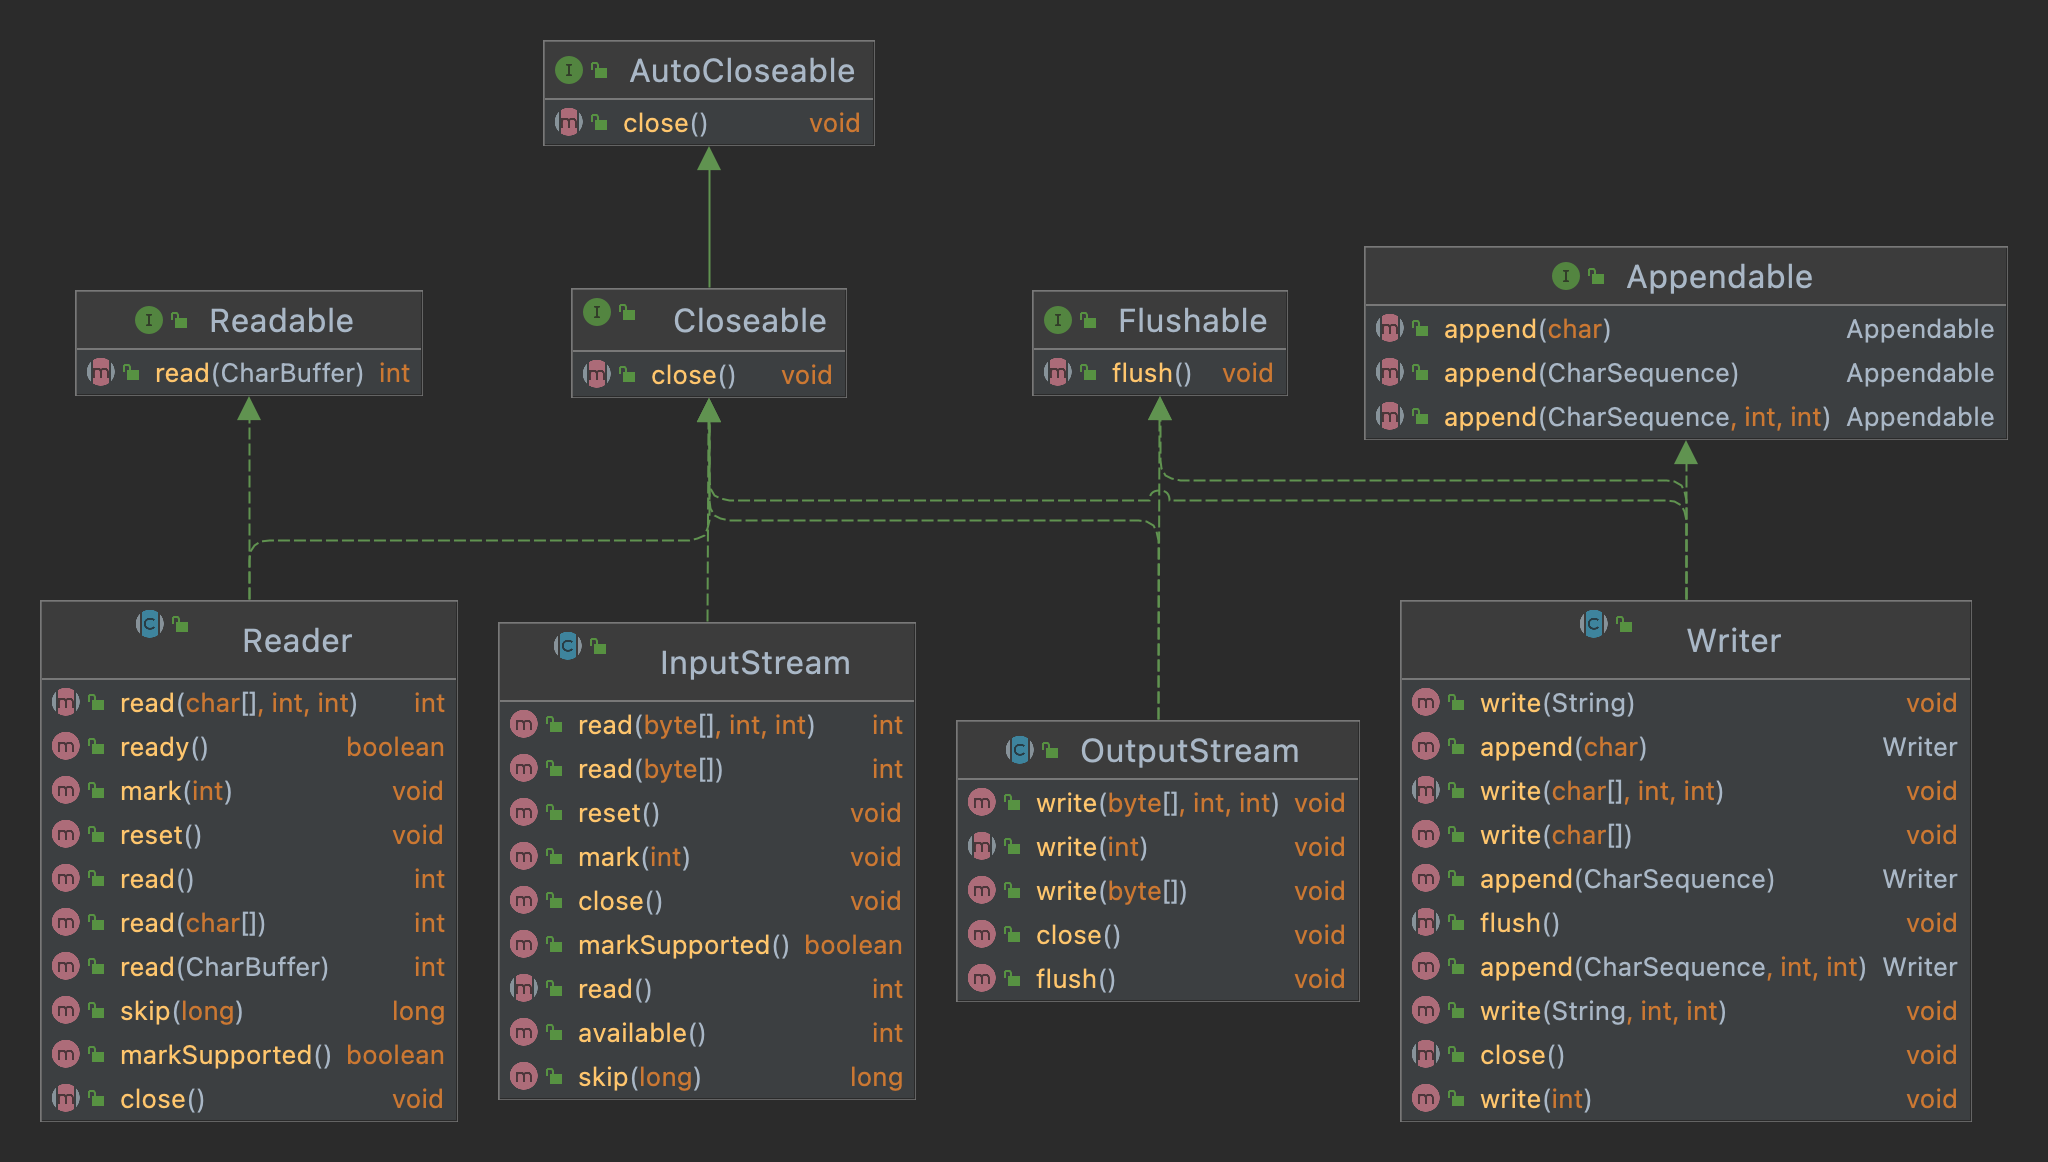 AutoCloseable
close() void
Readable
read(CharBuffer) int
Closeable
close() void
Flushable
flush() void
Appendable
append(char) Appendable
append(CharSequence) Appendable
append(CharSequence, int, int) Appendable
Reader
read(char[], int, int) int
ready() boolean
mark(int) void
reset() void
read() int
read(char[]) int
read(CharBuffer) int
skip(long) long
markSupported() boolean
close() void
InputStream
read(byte[], int, int) int
read(byte[]) int
reset() void
mark(int) void
close() void
markSupported() boolean
read() int
available() int
skip(long) long
OutputStream
write(byte[], int, int) void
write(int) void
write(byte[]) void
close() void
flush() void
Writer
write(String) void
append(char) Writer
write(char[], int, int) void
write(char[]) void
append(CharSequence) Writer
flush() void
append(CharSequence, int, int) Writer
write(String, int, int) void
close() void
write(int) void